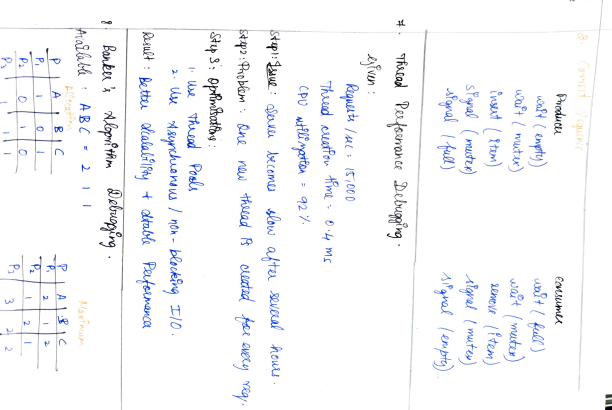 Correct Sequence
Producer
wait (empty)
wait (mutex)
insert (item)
signal (mutex)
signal (full)
Consumer
wait (full)
wait (mutex)
remove (item)
signal (mutex)
signal (empty)
7. Thread Performance Debugging.
Given:
Requests / sec = 15,000
Thread creation time = 0.4 ms
CPU utilization = 92%
Step 1: Issue: Server becomes slow after several hours.
Step 2: Problem: One new thread is created for every req.
Step 3: Optimizations:
1. Use Thread Pools
2. Use Asynchronous / non-blocking I/O.
Result: Better scalability + stable Performance
8. Banker's Algorithm Debugging.
Available: A B C = 2 1 1
Allocation
P A B C
P1 1 0 1
P2 0 1 0
P3 1 1 1
Maximum
P A B C
P1 2 1 2
P2 1 2 1
P3 3 2 2